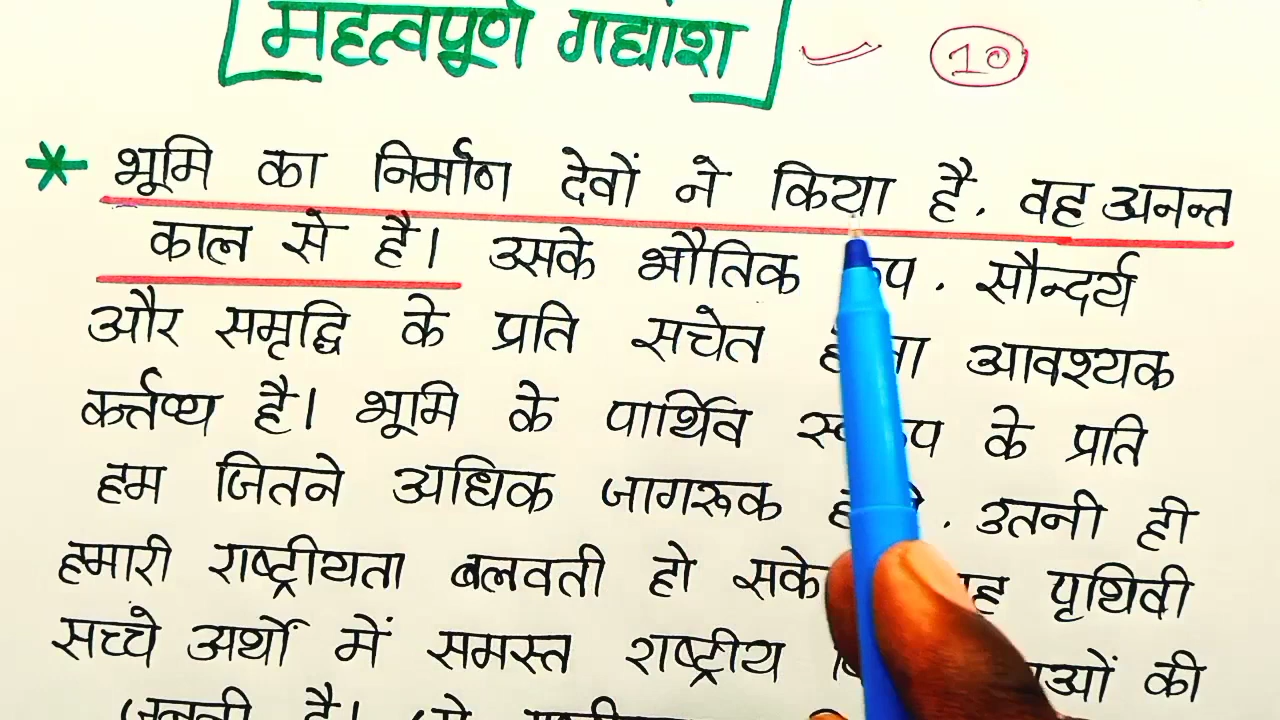 महत्वपूर्ण गद्यांश
10
* भूमि का निर्माण देवों ने किया है. वह अनन्त
काल से है। उसके भौतिक . सौन्दर्य
और समृद्धि के प्रति सचेत आवश्यक
कर्त्तव्य है। भूमि के पार्थिव के प्रति
हम जितने अधिक जागरूक . उतनी ही
हमारी राष्ट्रीयता बलवती हो पृथिवी
सच्चे अर्थों में समस्त राष्ट्रीय की
है।